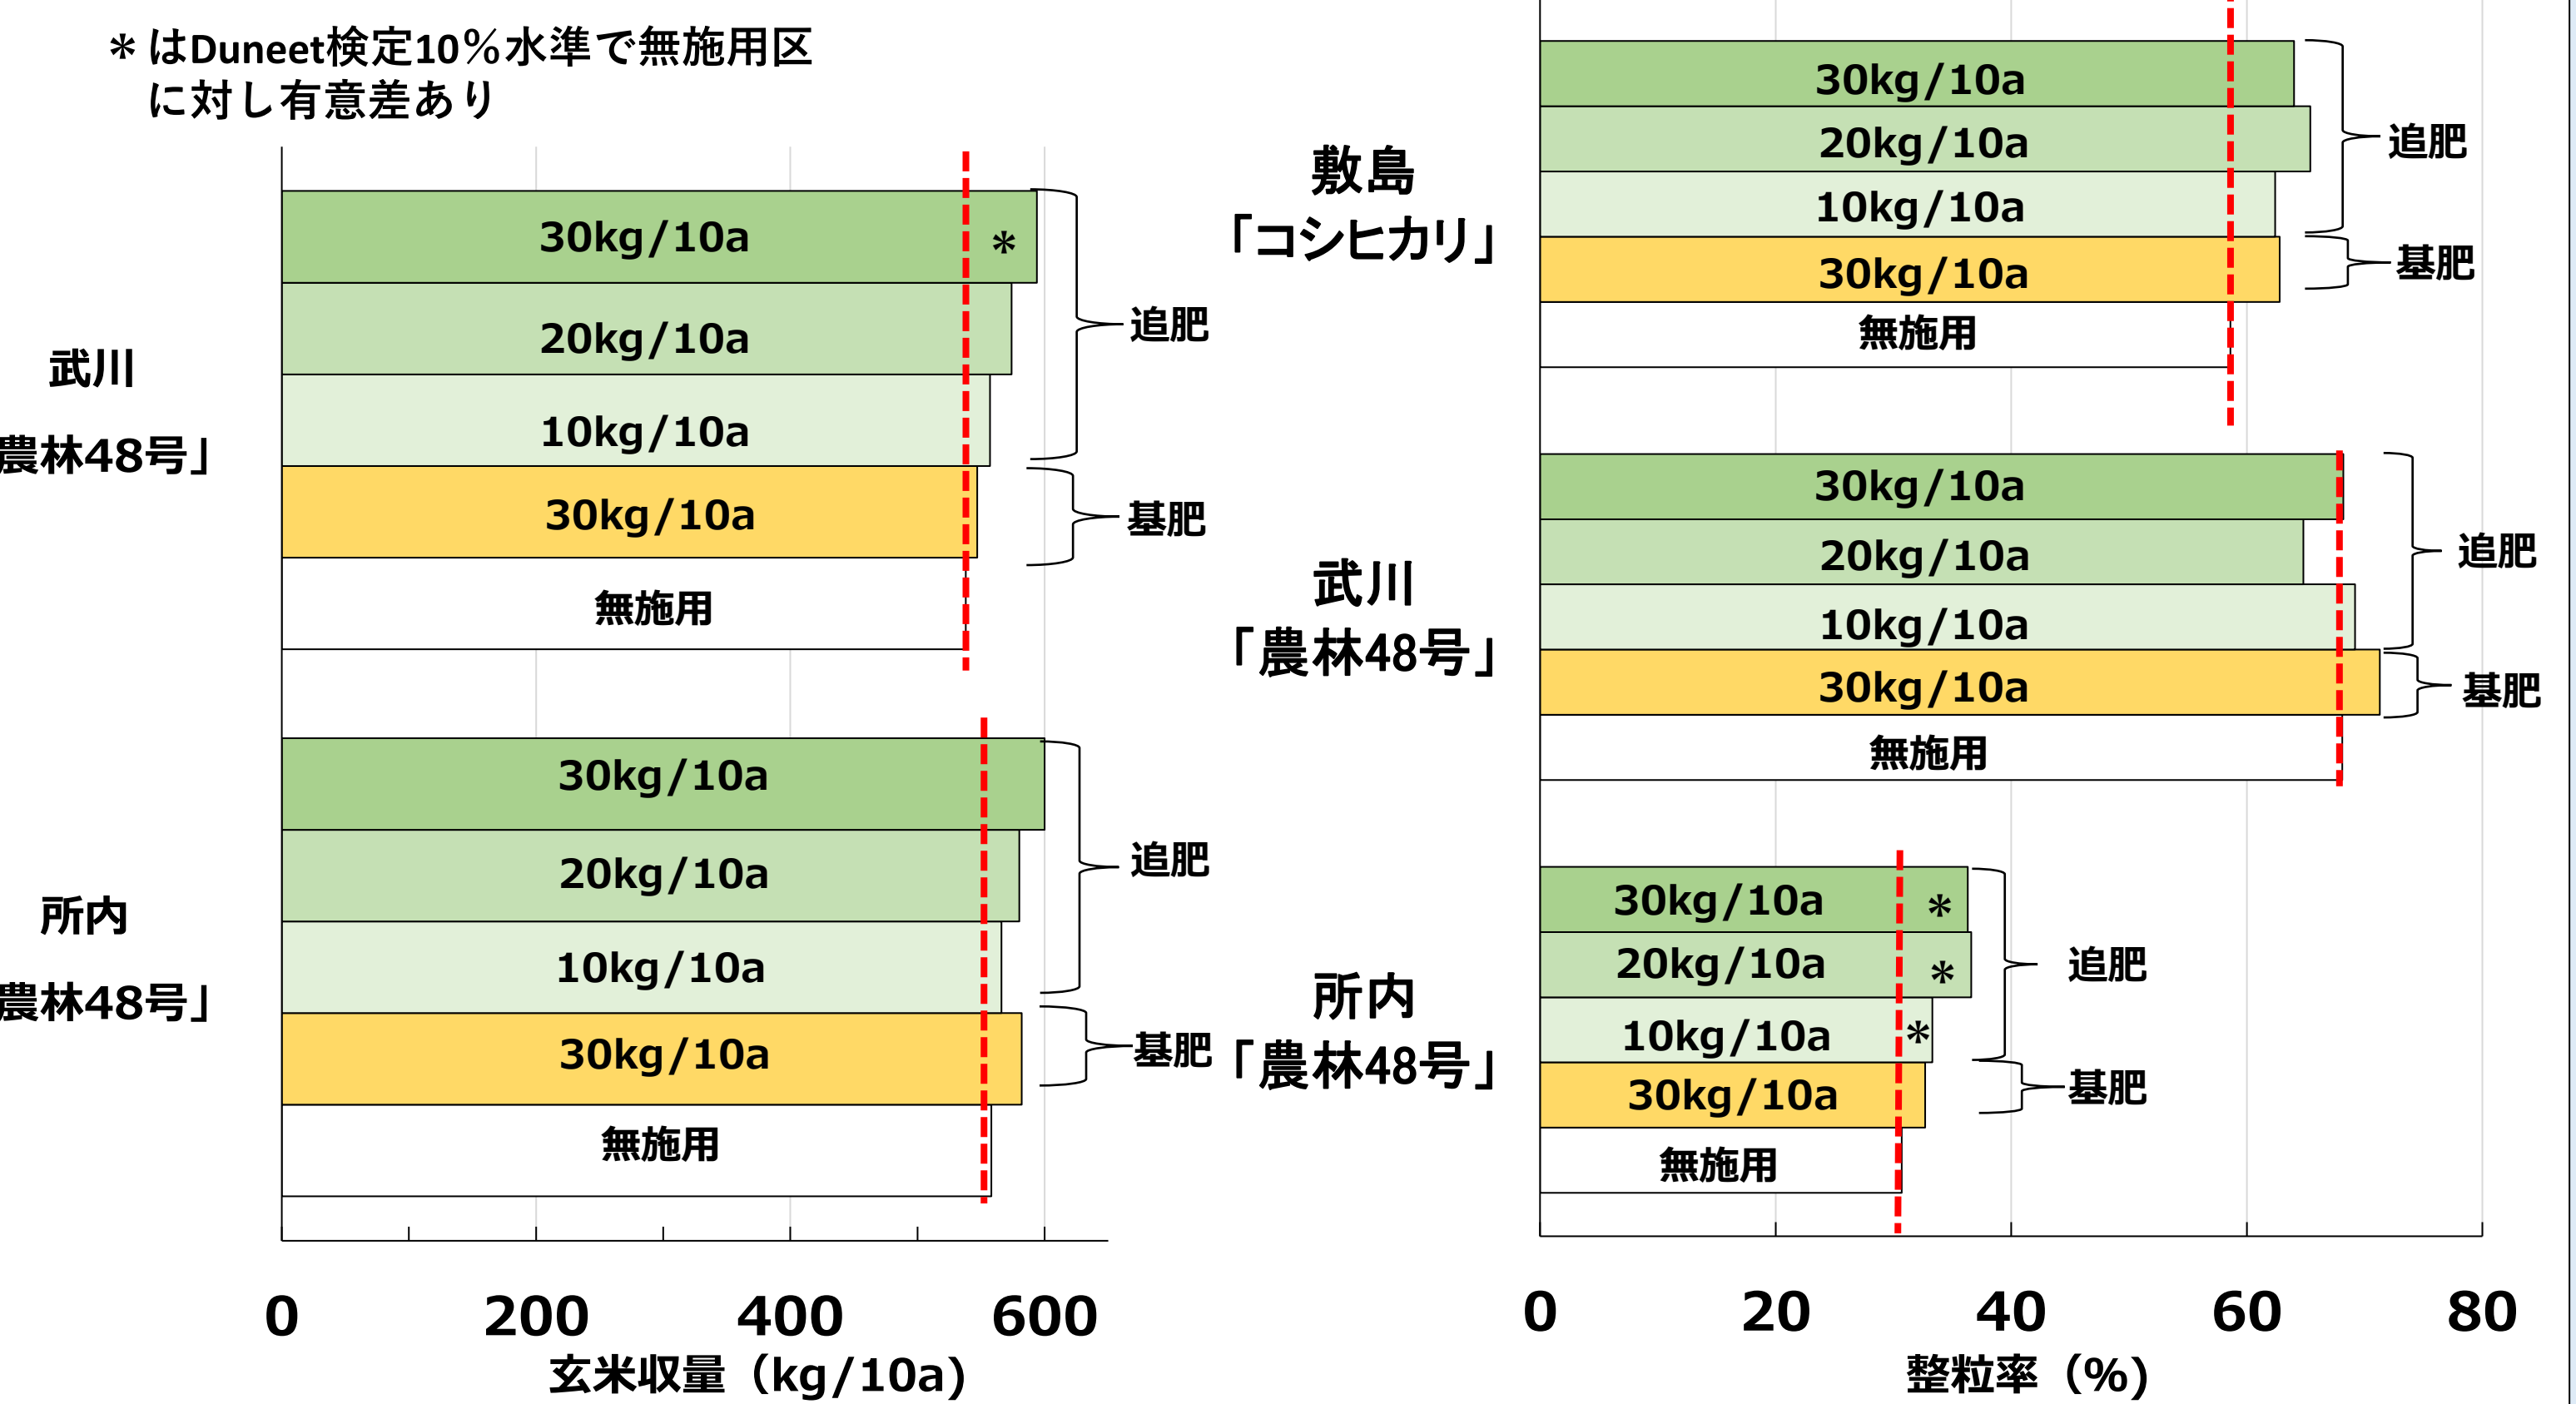 ＊はDuneet検定10％水準で無施用区
に対し有意差あり
武川
農林48号」
30kg/10a
*
20kg/10a
10kg/10a
30kg/10a
無施用
追肥
基肥
所内
農林48号」
30kg/10a
20kg/10a
10kg/10a
30kg/10a
無施用
追肥
基肥
0 200 400 600
玄米収量（kg/10a)
敷島
「コシヒカリ」
30kg/10a
20kg/10a
10kg/10a
30kg/10a
無施用
追肥
基肥
武川
「農林48号」
30kg/10a
20kg/10a
10kg/10a
30kg/10a
無施用
追肥
基肥
所内
「農林48号」
30kg/10a *
20kg/10a *
10kg/10a *
30kg/10a
無施用
追肥
基肥
0 20 40 60 80
整粒率（%)